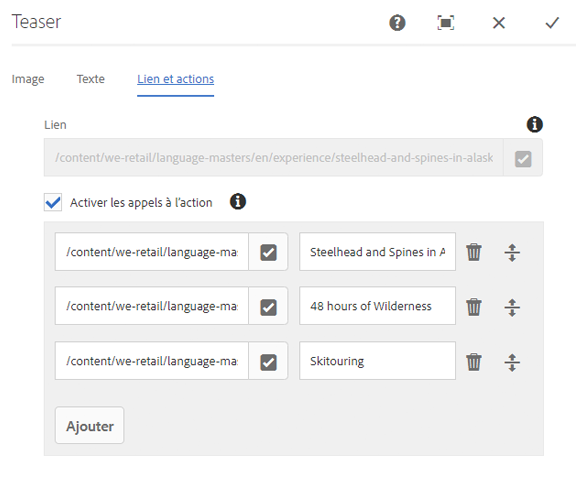 Teaser
Image Texte Lien et actions
Lien
/content/we-retail/language-masters/en/experience/steelhead-and-spines-in-alask
Activer les appels à l'action
/content/we-retail/language-ma Steelhead and Spines in A
/content/we-retail/language-ma 48 hours of Wilderness
/content/we-retail/language-ma Skitouring
Ajouter